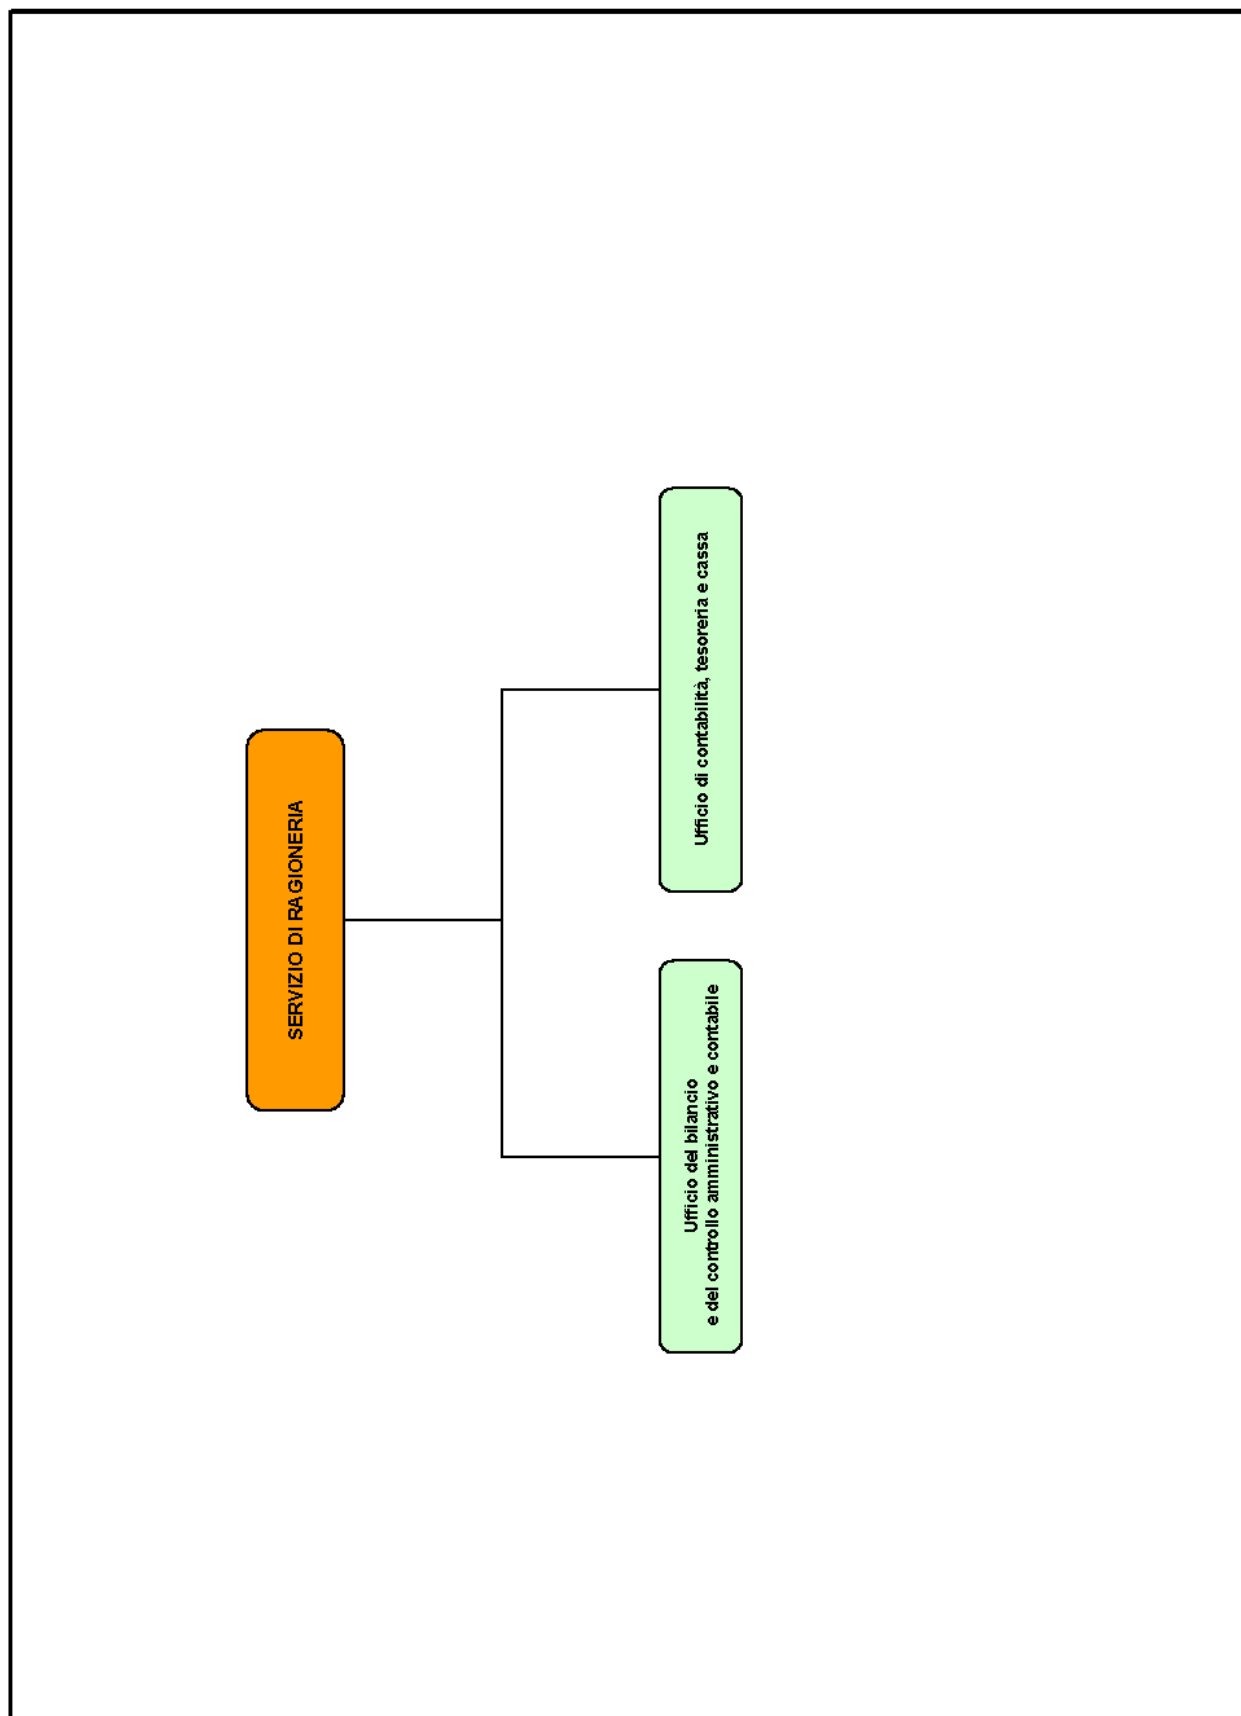 SERVIZIO DI RAGIONERIA
Ufficio del bilancio
e del controllo amministrativo e contabile
Ufficio di contabilità, tesoreria e cassa